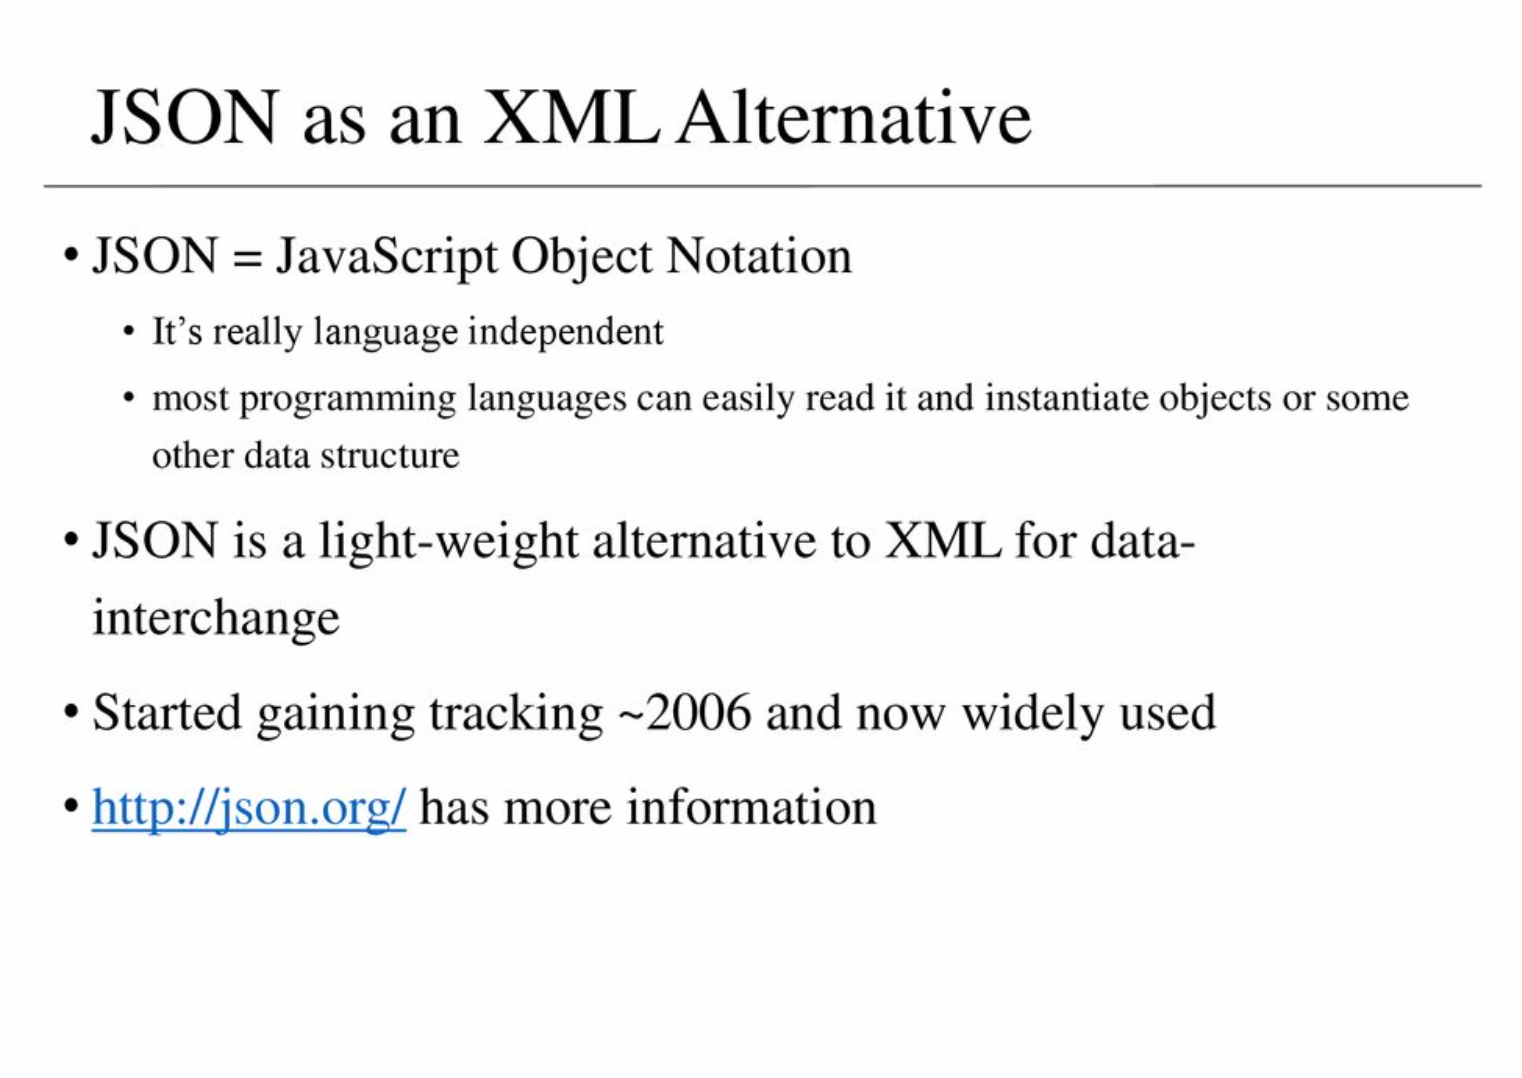 JSON as an XML Alternative
• JSON = JavaScript Object Notation
• It’s really language independent
• most programming languages can easily read it and instantiate objects or some
other data structure
• JSON is a light-weight alternative to XML for data-
interchange
• Started gaining tracking ~2006 and now widely used
• http://json.org/ has more information